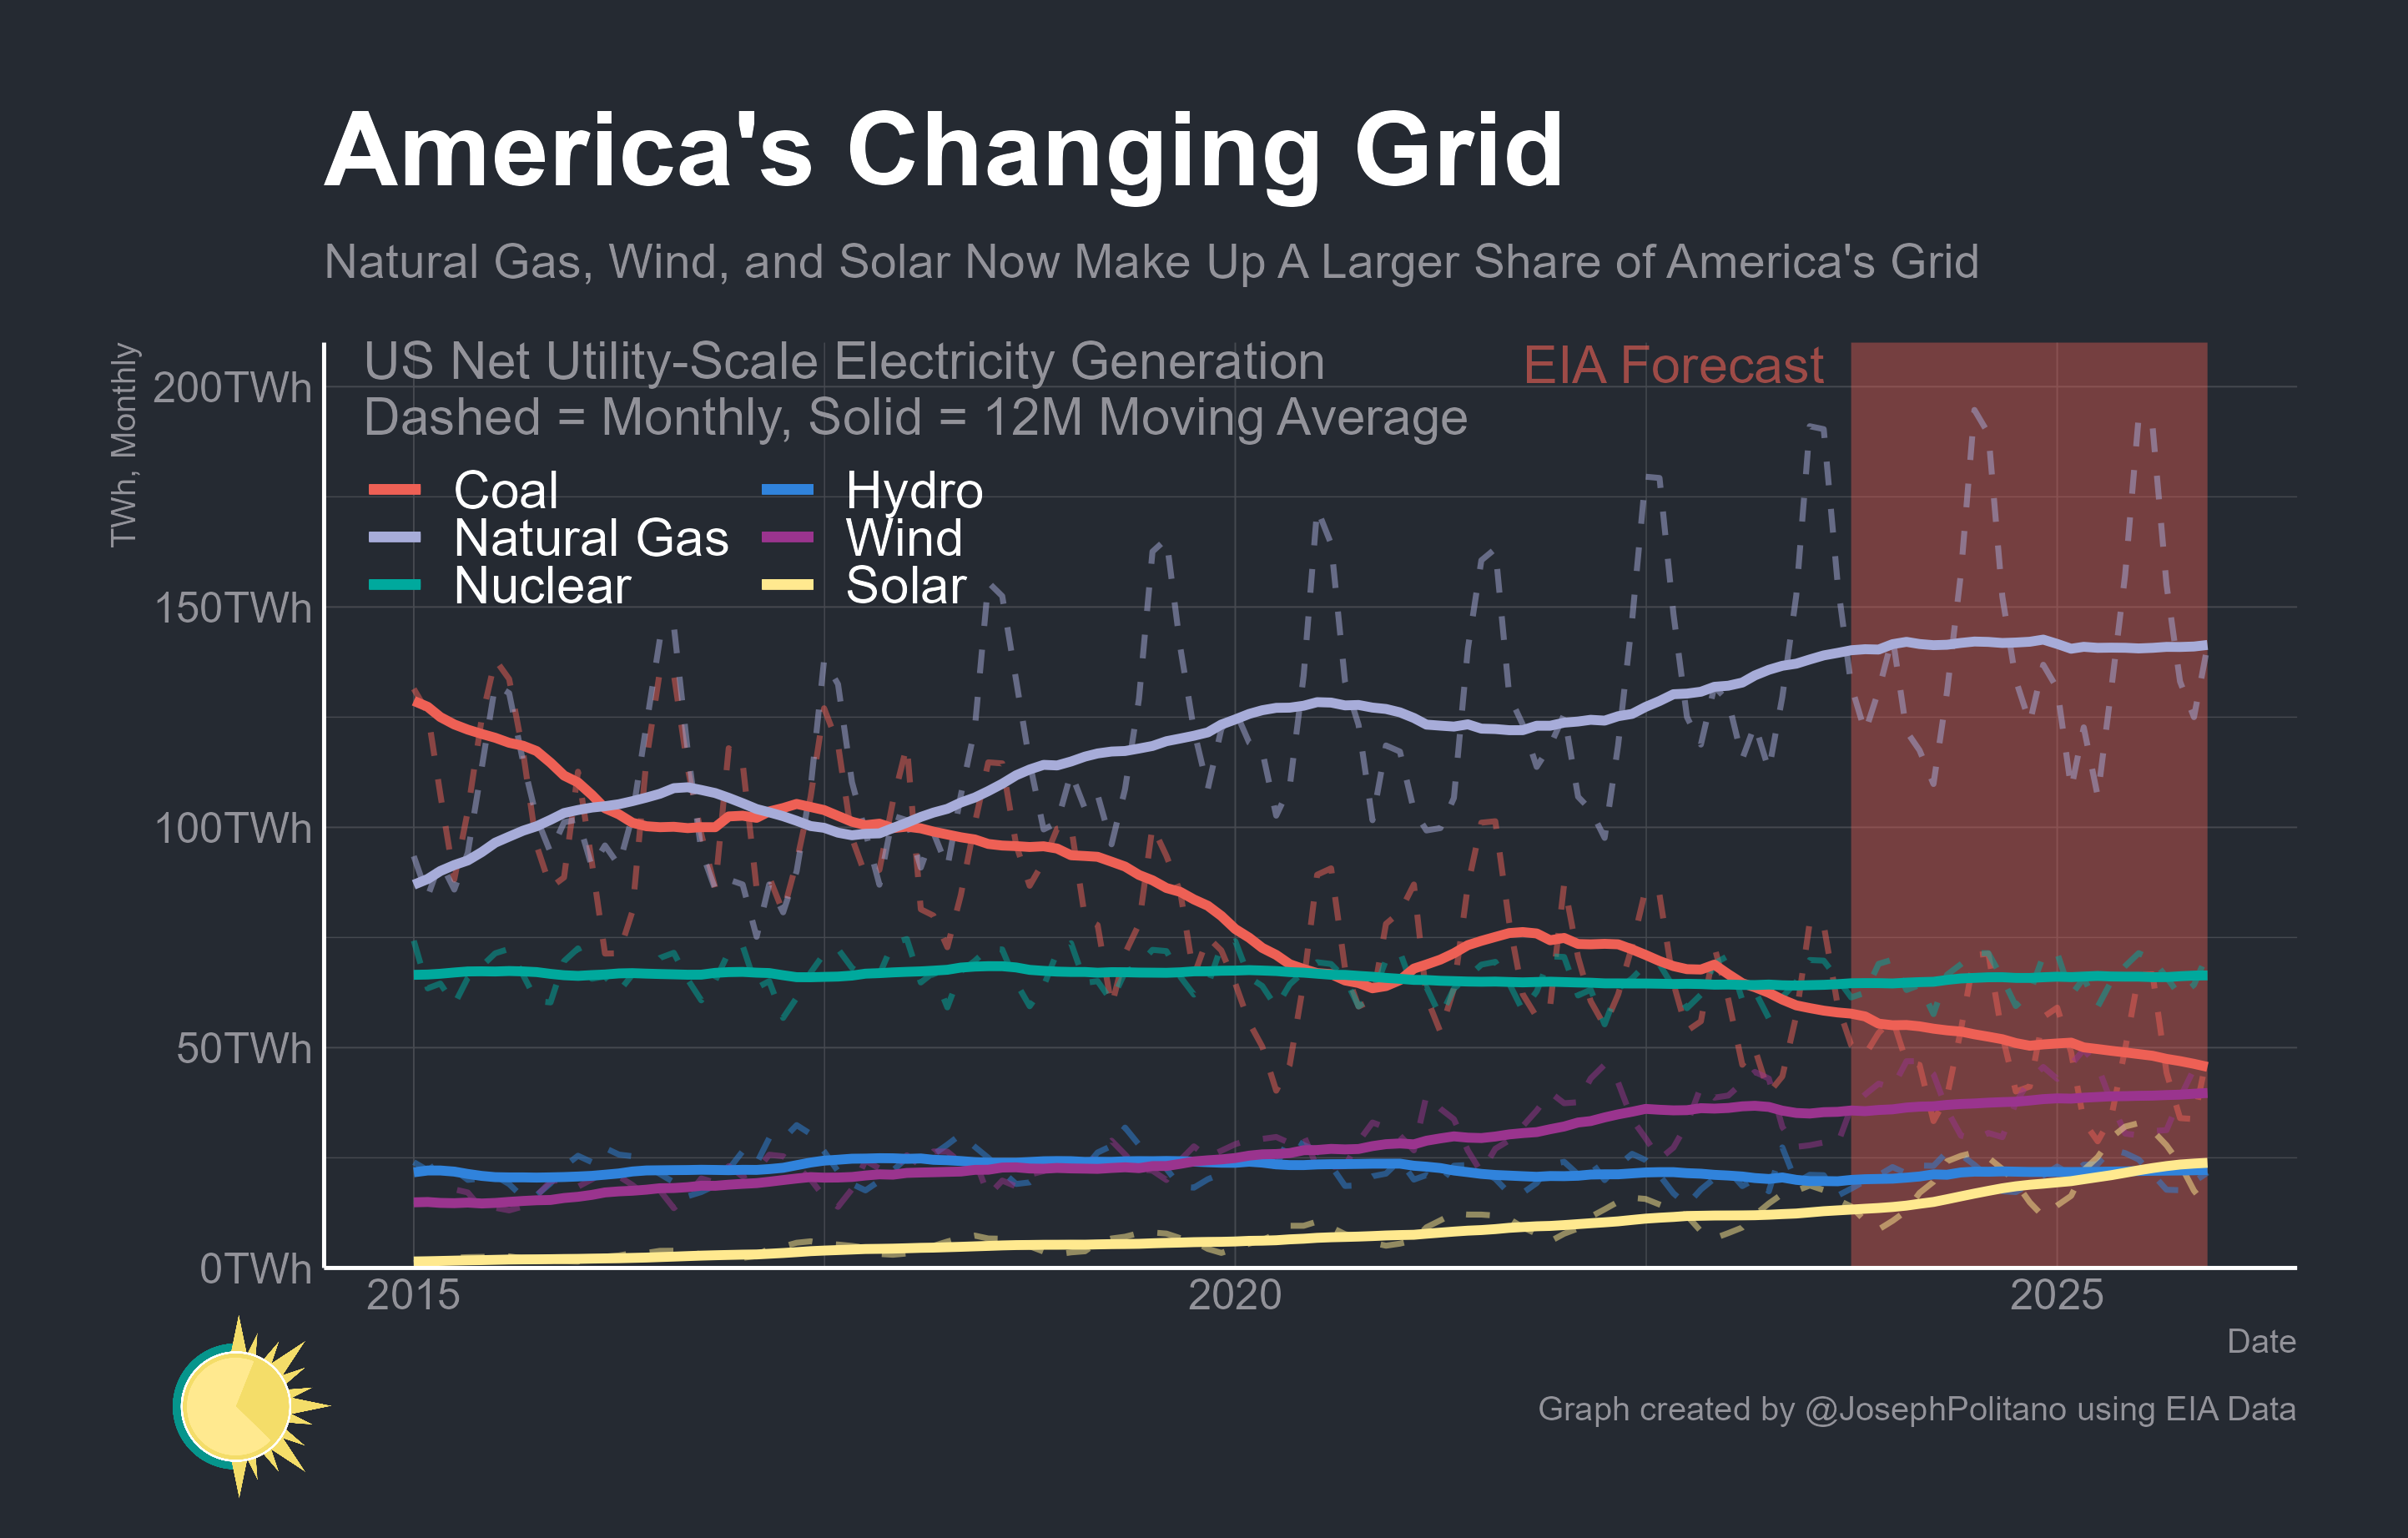 America's Changing Grid
Natural Gas, Wind, and Solar Now Make Up A Larger Share of America's Grid
TWh, Monthly
US Net Utility-Scale Electricity Generation
Dashed = Monthly, Solid = 12M Moving Average
EIA Forecast
Coal
Natural Gas
Nuclear
Hydro
Wind
Solar
200TWh
150TWh
100TWh
50TWh
0TWh
2015
2020
2025
Date
Graph created by @JosephPolitano using EIA Data